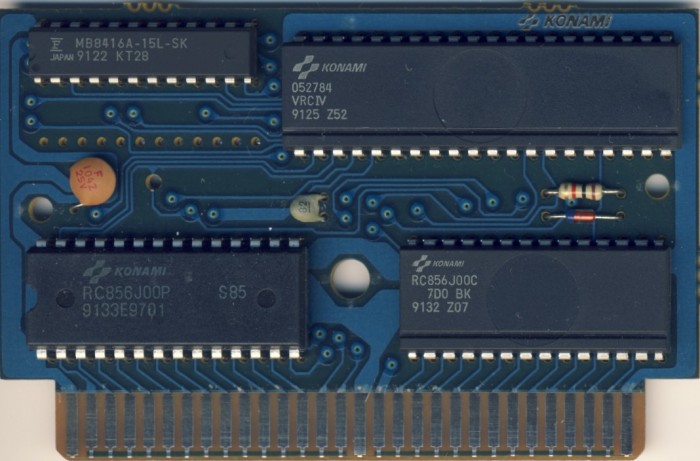 KONAMI
MB8416A-15L-SK
JAPAN 9122 KT28
KONAMI
052784
VRCIV
9125 Z52
KONAMI
RC856J00P S85
9133E9701
KONAMI
RC856J00C
7D0 BK
9132 Z07